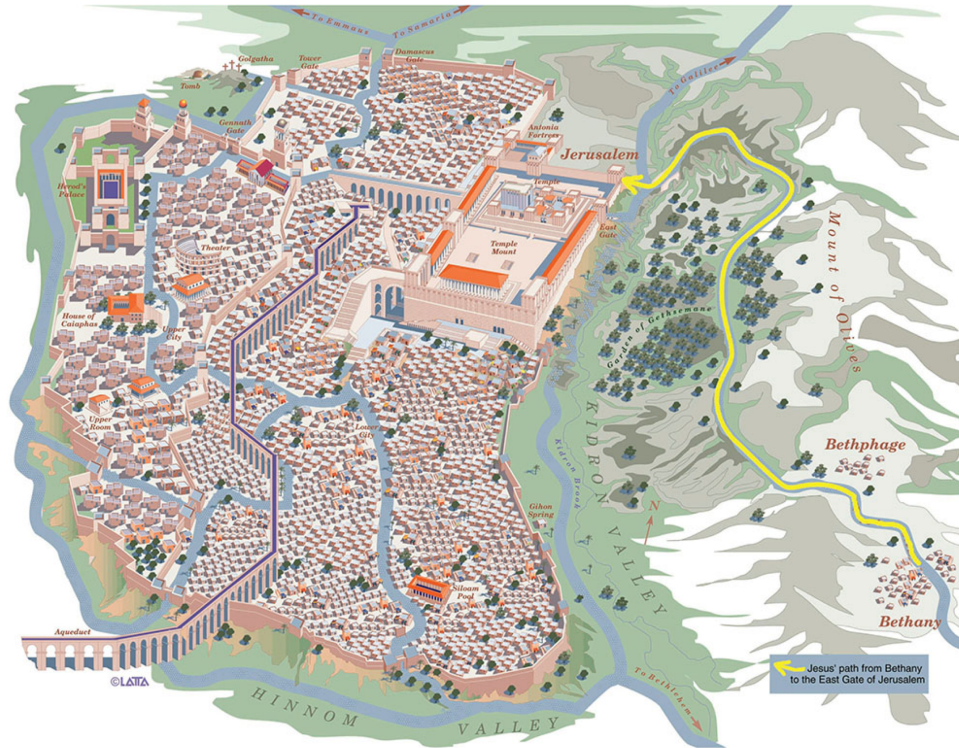 To Emmaus
To Samaria
Golgatha
Tower
Gate
Damascus
Gate
To Galilee
Tomb
Gennath
Gate
Antonia
Fortress
Jerusalem
Herod's
Palace
Temple
East
Gate
Theater
Temple
Mount
Mount of Olives
Garden of Gethsemane
House of
Caiaphas
Upper
City
Upper
Room
Lower
City
Kidron Brook
KIDRON VALLEY
Bethphage
Gihon
Spring
N
Siloam
Pool
Bethany
Aqueduct
©LATTA
HINNOM VALLEY
To Bethlehem
Jesus' path from Bethany
to the East Gate of Jerusalem